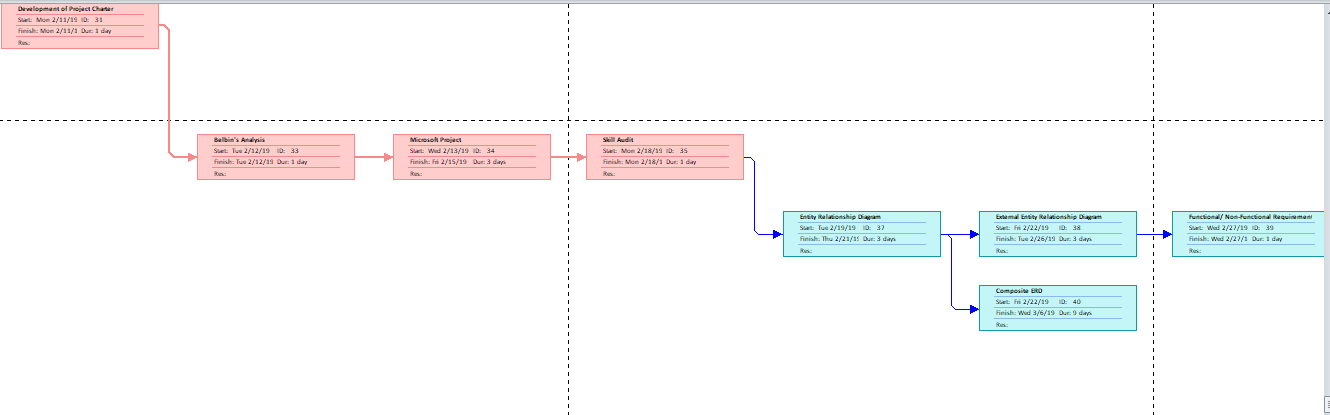 Development of Project Charter
Start: Mon 2/11/19 ID: 31
Finish: Mon 2/11/1 Dur: 1 day
Res:
Belbin's Analysis
Start: Tue 2/12/19 ID: 33
Finish: Tue 2/12/19 Dur: 1 day
Res:
Microsoft Project
Start: Wed 2/13/19 ID: 34
Finish: Fri 2/15/19 Dur: 3 days
Res:
Skill Audit
Start: Mon 2/18/19 ID: 35
Finish: Mon 2/18/1 Dur: 1 day
Res:
Entity Relationship Diagram
Start: Tue 2/19/19 ID: 37
Finish: Thu 2/21/1 Dur: 3 days
Res:
External Entity Relationship Diagram
Start: Fri 2/22/19 ID: 38
Finish: Tue 2/26/19 Dur: 3 days
Res:
Functional/ Non-Functional Requirement
Start: Wed 2/27/19 ID: 39
Finish: Wed 2/27/1 Dur: 1 day
Res:
Composite ERD
Start: Fri 2/22/19 ID: 40
Finish: Wed 3/6/19 Dur: 9 days
Res: